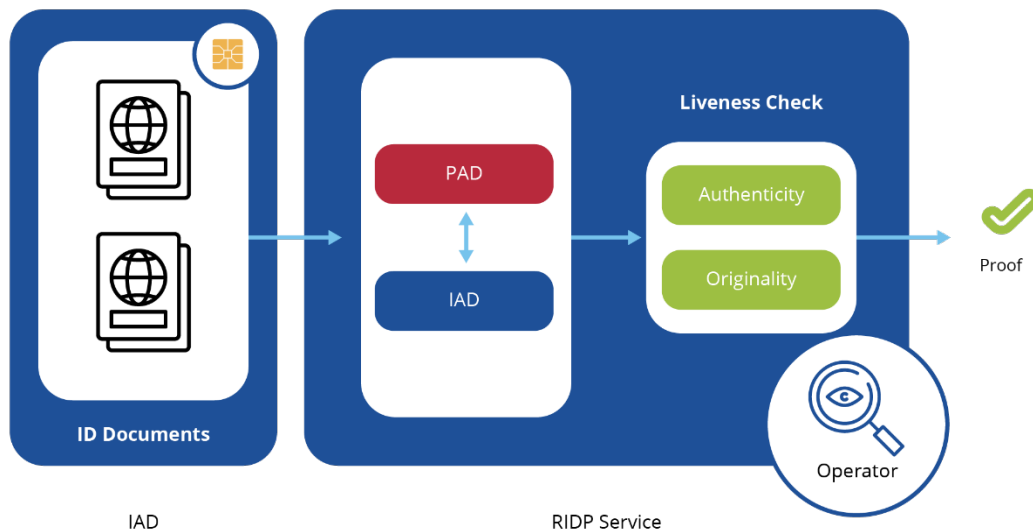 ID Documents
PAD
IAD
Liveness Check
Authenticity
Originality
Proof
Operator
IAD
RIDP Service